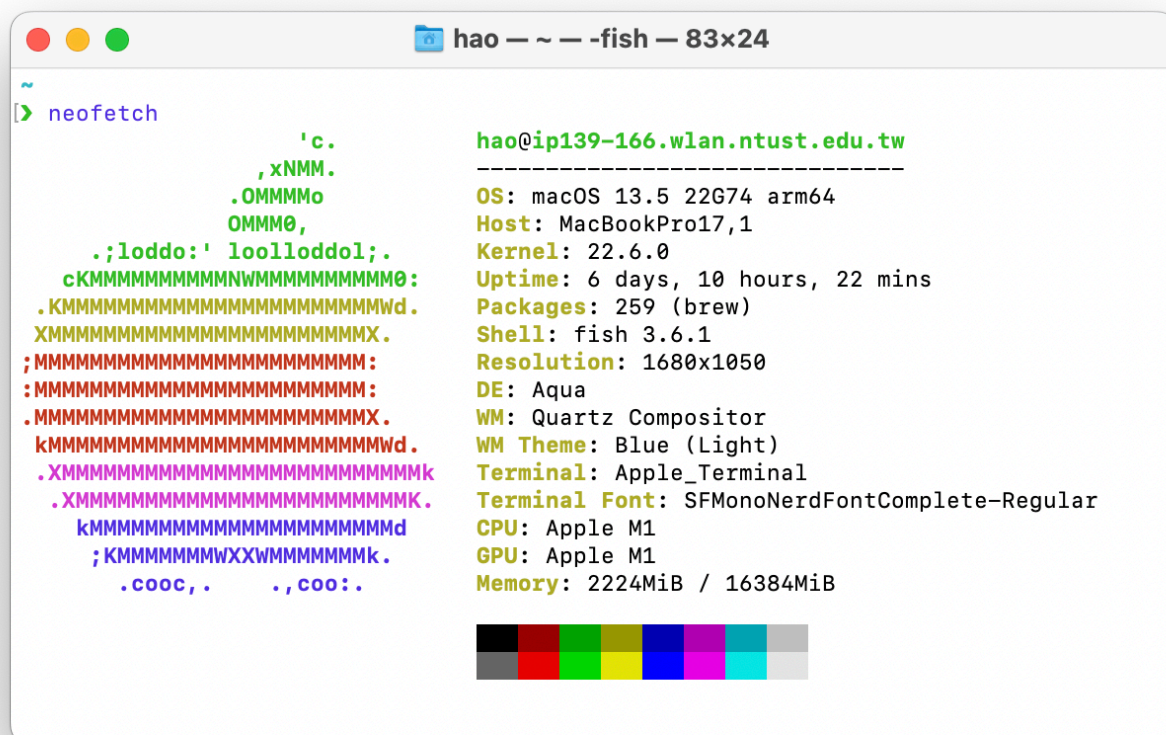 hao — ~ — -fish — 83×24
~
❯ neofetch
                    'c.          hao@ip139-166.wlan.ntust.edu.tw
                 ,xNMM.          -------------------------------
               .OMMMMo           OS: macOS 13.5 22G74 arm64
               OMMM0,            Host: MacBookPro17,1
     .;loddo:' loolloddol;.      Kernel: 22.6.0
   cKMMMMMMMMMMNWMMMMMMMMMM0:    Uptime: 6 days, 10 hours, 22 mins
 .KMMMMMMMMMMMMMMMMMMMMMMMWd.    Packages: 259 (brew)
 XMMMMMMMMMMMMMMMMMMMMMMMX.      Shell: fish 3.6.1
;MMMMMMMMMMMMMMMMMMMMMMMM:       Resolution: 1680x1050
:MMMMMMMMMMMMMMMMMMMMMMMM:       DE: Aqua
.MMMMMMMMMMMMMMMMMMMMMMMMX.      WM: Quartz Compositor
 kMMMMMMMMMMMMMMMMMMMMMMMMWd.    WM Theme: Blue (Light)
 .XMMMMMMMMMMMMMMMMMMMMMMMMMMk   Terminal: Apple_Terminal
  .XMMMMMMMMMMMMMMMMMMMMMMMMK.   Terminal Font: SFMonoNerdFontComplete-Regular
    kMMMMMMMMMMMMMMMMMMMMMMd     CPU: Apple M1
     ;KMMMMMMMWXXWMMMMMMMk.      GPU: Apple M1
       .cooc,.    .,coo:.        Memory: 2224MiB / 16384MiB